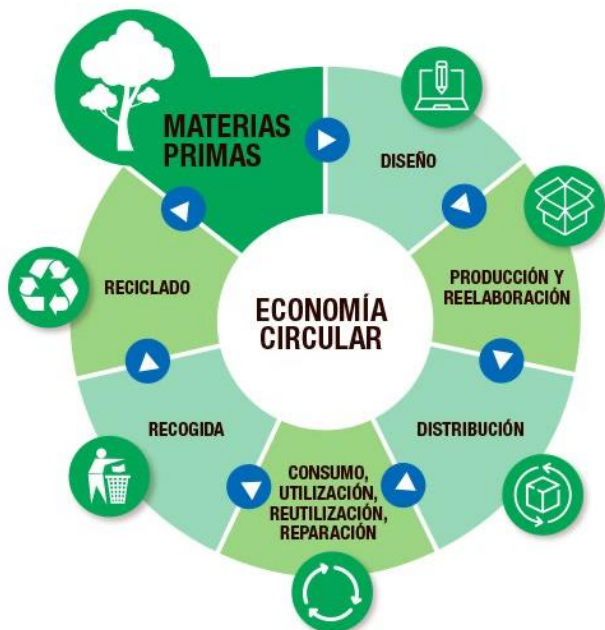 MATERIAS
PRIMAS
DISEÑO
PRODUCCIÓN Y
REELABORACIÓN
DISTRIBUCIÓN
CONSUMO,
UTILIZACIÓN,
REUTILIZACIÓN,
REPARACIÓN
RECOGIDA
RECICLADO
ECONOMÍA
CIRCULAR